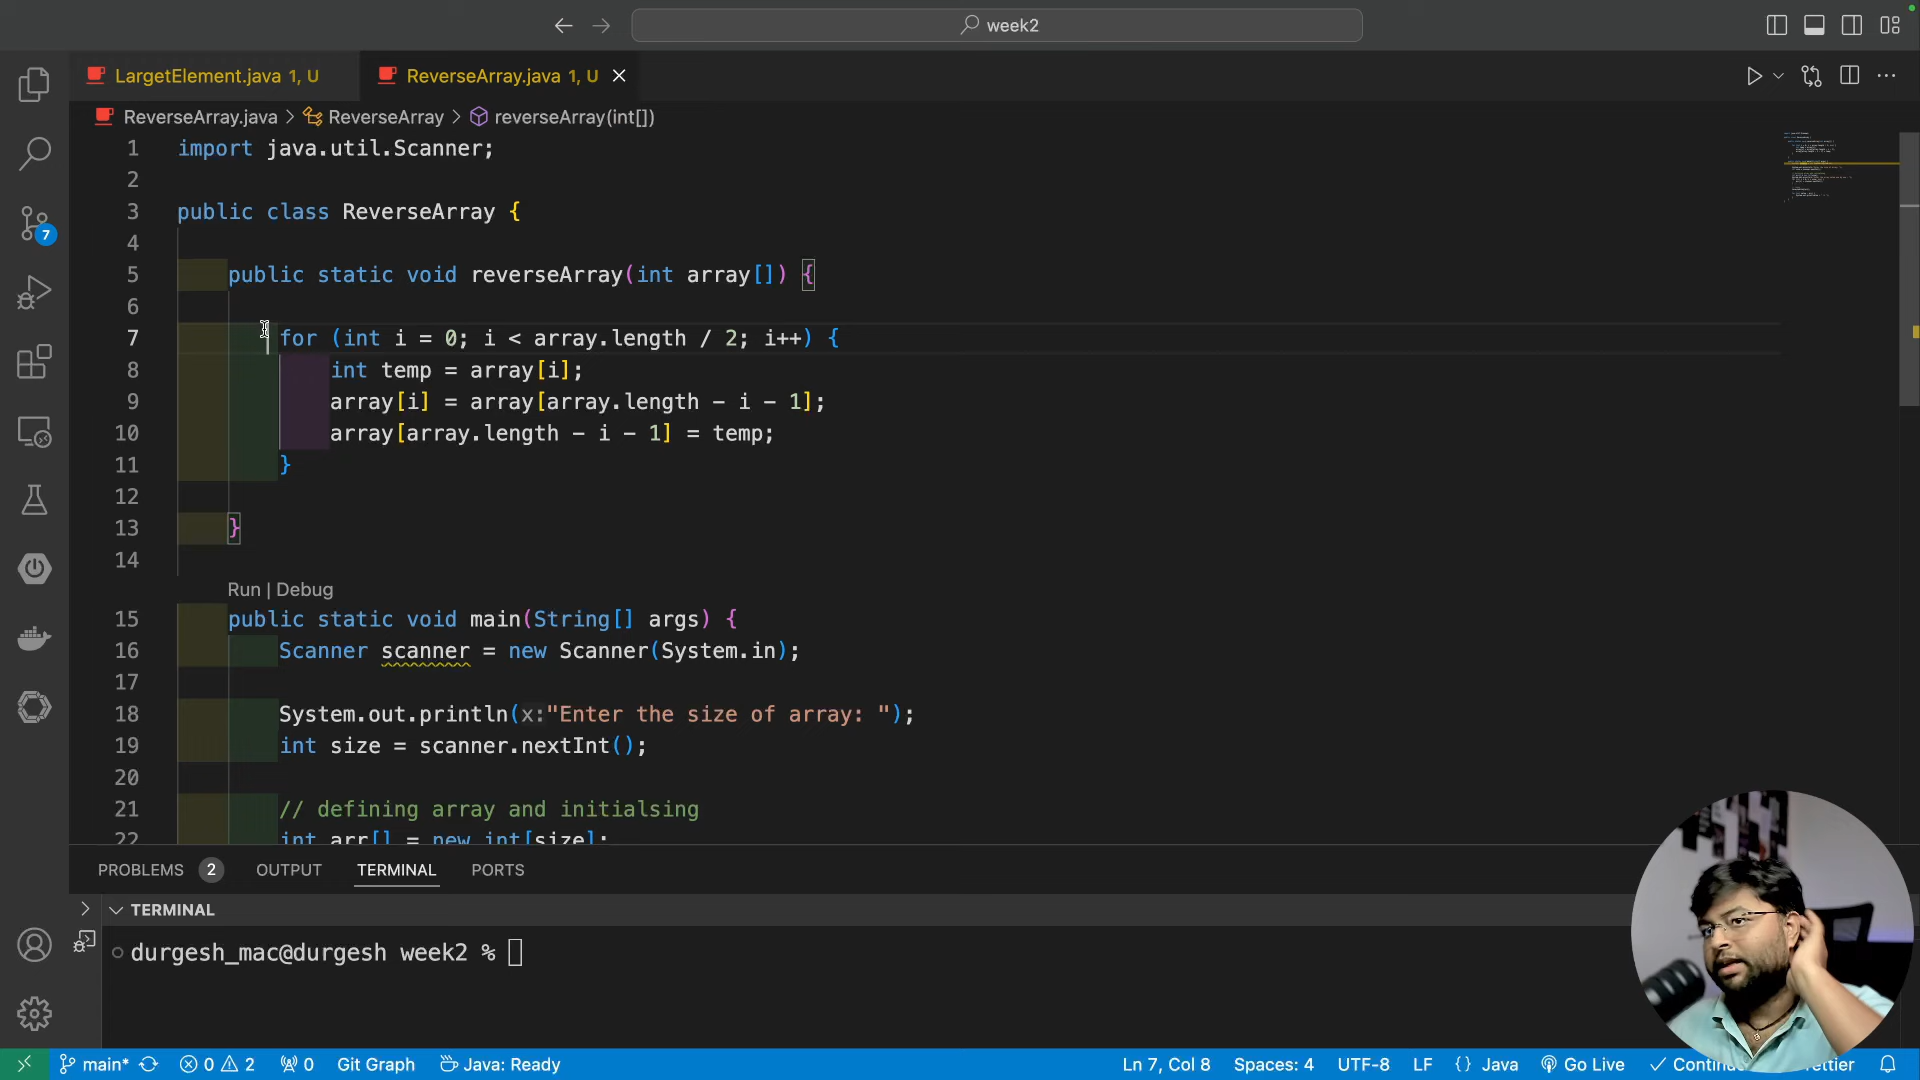 week2
LargetElement.java 1, U
ReverseArray.java 1, U
ReverseArray.java > ReverseArray > reverseArray(int[])
1 import java.util.Scanner;
2
3 public class ReverseArray {
4
5 public static void reverseArray(int array[]) {
6
7 for (int i = 0; i < array.length / 2; i++) {
8 int temp = array[i];
9 array[i] = array[array.length - i - 1];
10 array[array.length - i - 1] = temp;
11 }
12
13 }
14
Run | Debug
15 public static void main(String[] args) {
16 Scanner scanner = new Scanner(System.in);
17
18 System.out.println(x:"Enter the size of array: ");
19 int size = scanner.nextInt();
20
21 // defining array and initialsing
22 int arr[] = new int[size];
7
PROBLEMS 2 OUTPUT TERMINAL PORTS
TERMINAL
durgesh_mac@durgesh week2 %
main* 0 2 0 Git Graph Java: Ready Ln 7, Col 8 Spaces: 4 UTF-8 LF {} Java Go Live